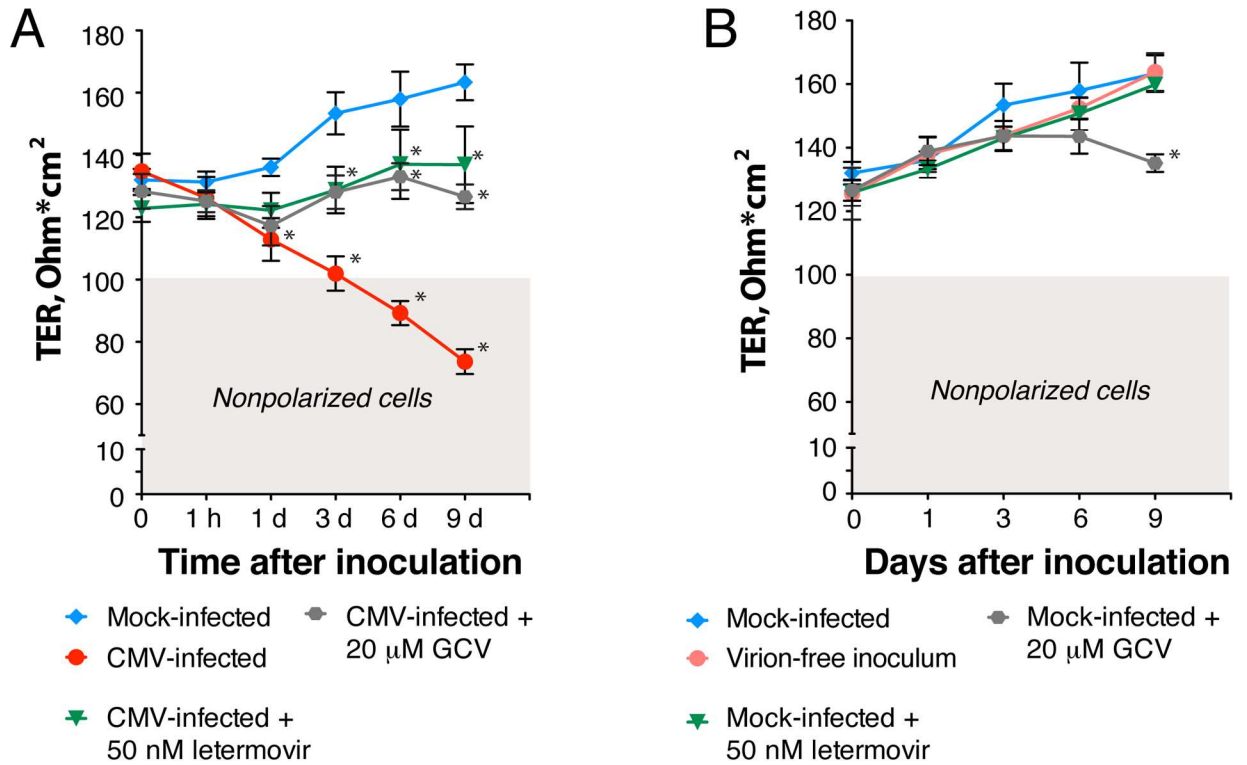 A
TER, Ohm*cm²
180
160
140
120
100
80
60
10
0
*
*
*
*
*
*
*
*
*
Nonpolarized cells
0 1 h 1 d 3 d 6 d 9 d
Time after inoculation
Mock-infected
CMV-infected
CMV-infected +
50 nM letermovir
CMV-infected +
20 μM GCV
B
TER, Ohm*cm²
180
160
140
120
100
80
60
10
0
*
Nonpolarized cells
0 1 3 6 9
Days after inoculation
Mock-infected
Virion-free inoculum
Mock-infected +
50 nM letermovir
Mock-infected +
20 μM GCV